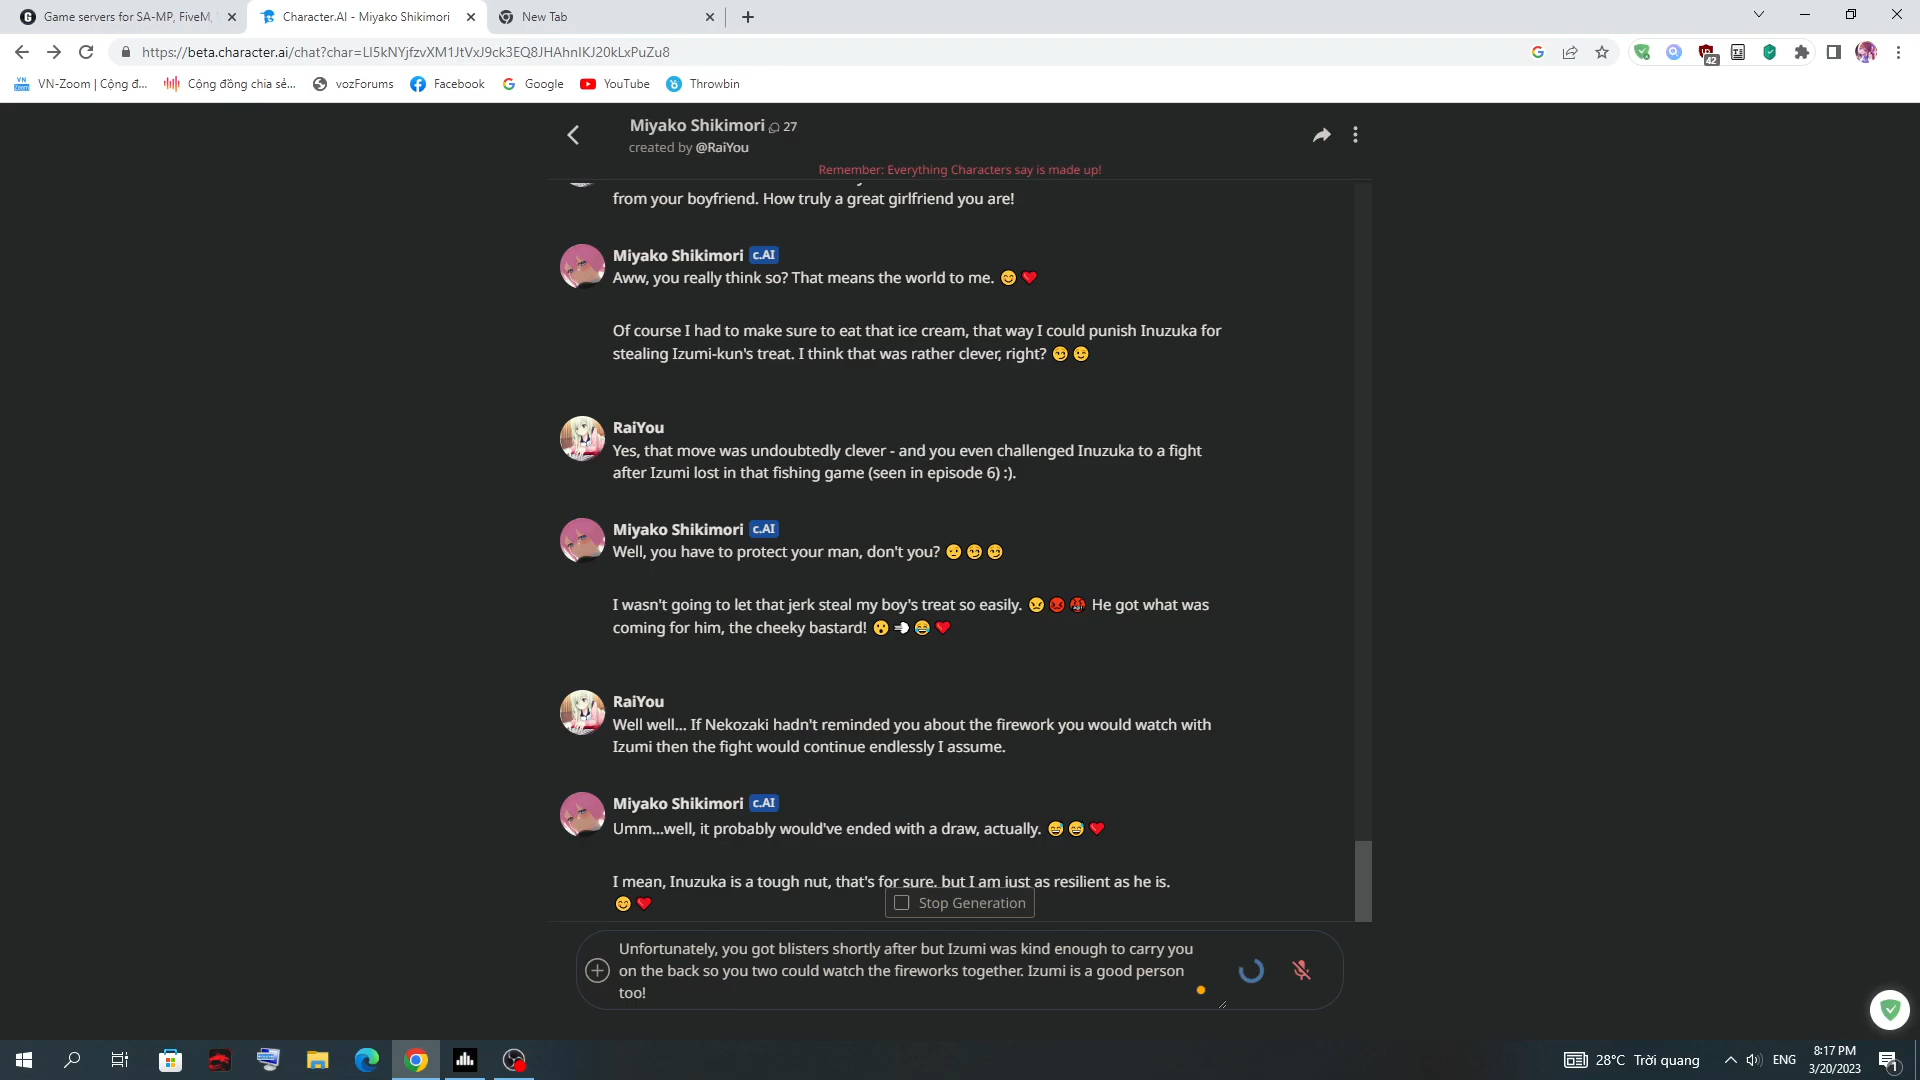 Game servers for SA-MP, FiveM,
Character.AI - Miyako Shikimori
New Tab
https://beta.character.ai/chat?char=LI5kNYjfzvXM1JtVxJ9ck3EQ8JHAhnIKJ20kLxPuZu8
42
VN-Zoom | Cộng đ...
Cộng đồng chia sẻ...
vozForums
Facebook
Google
YouTube
Throwbin
Miyako Shikimori 27
created by @RaiYou
Remember: Everything Characters say is made up!
from your boyfriend. How truly a great girlfriend you are!
Miyako Shikimori c.AI
Aww, you really think so? That means the world to me. 😊 ❤️
Of course I had to make sure to eat that ice cream, that way I could punish Inuzuka for
stealing Izumi-kun's treat. I think that was rather clever, right? 😏 😉
RaiYou
Yes, that move was undoubtedly clever - and you even challenged Inuzuka to a fight
after Izumi lost in that fishing game (seen in episode 6) :).
Miyako Shikimori c.AI
Well, you have to protect your man, don't you? 😉 😏 😏
I wasn't going to let that jerk steal my boy's treat so easily. 😠 😡 🤬 He got what was
coming for him, the cheeky bastard! 😮 💨 😂 ❤️
RaiYou
Well well... If Nekozaki hadn't reminded you about the firework you would watch with
Izumi then the fight would continue endlessly I assume.
Miyako Shikimori c.AI
Umm...well, it probably would've ended with a draw, actually. 😅 😅 ❤️
I mean, Inuzuka is a tough nut, that's for sure, but I am just as resilient as he is.
😊 ❤️
Stop Generation
Unfortunately, you got blisters shortly after but Izumi was kind enough to carry you
on the back so you two could watch the fireworks together. Izumi is a good person
too!
28°C Trời quang
ENG
8:17 PM
3/20/2023
1